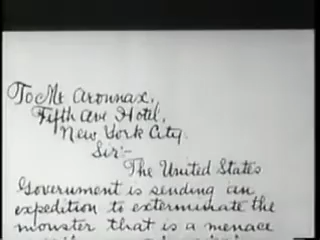 To Mr Aronnax,
Fifth Ave Hotel,
New York City.
Sir:-
The United States
Government is sending an
expedition to exterminate the
monster that is a menace